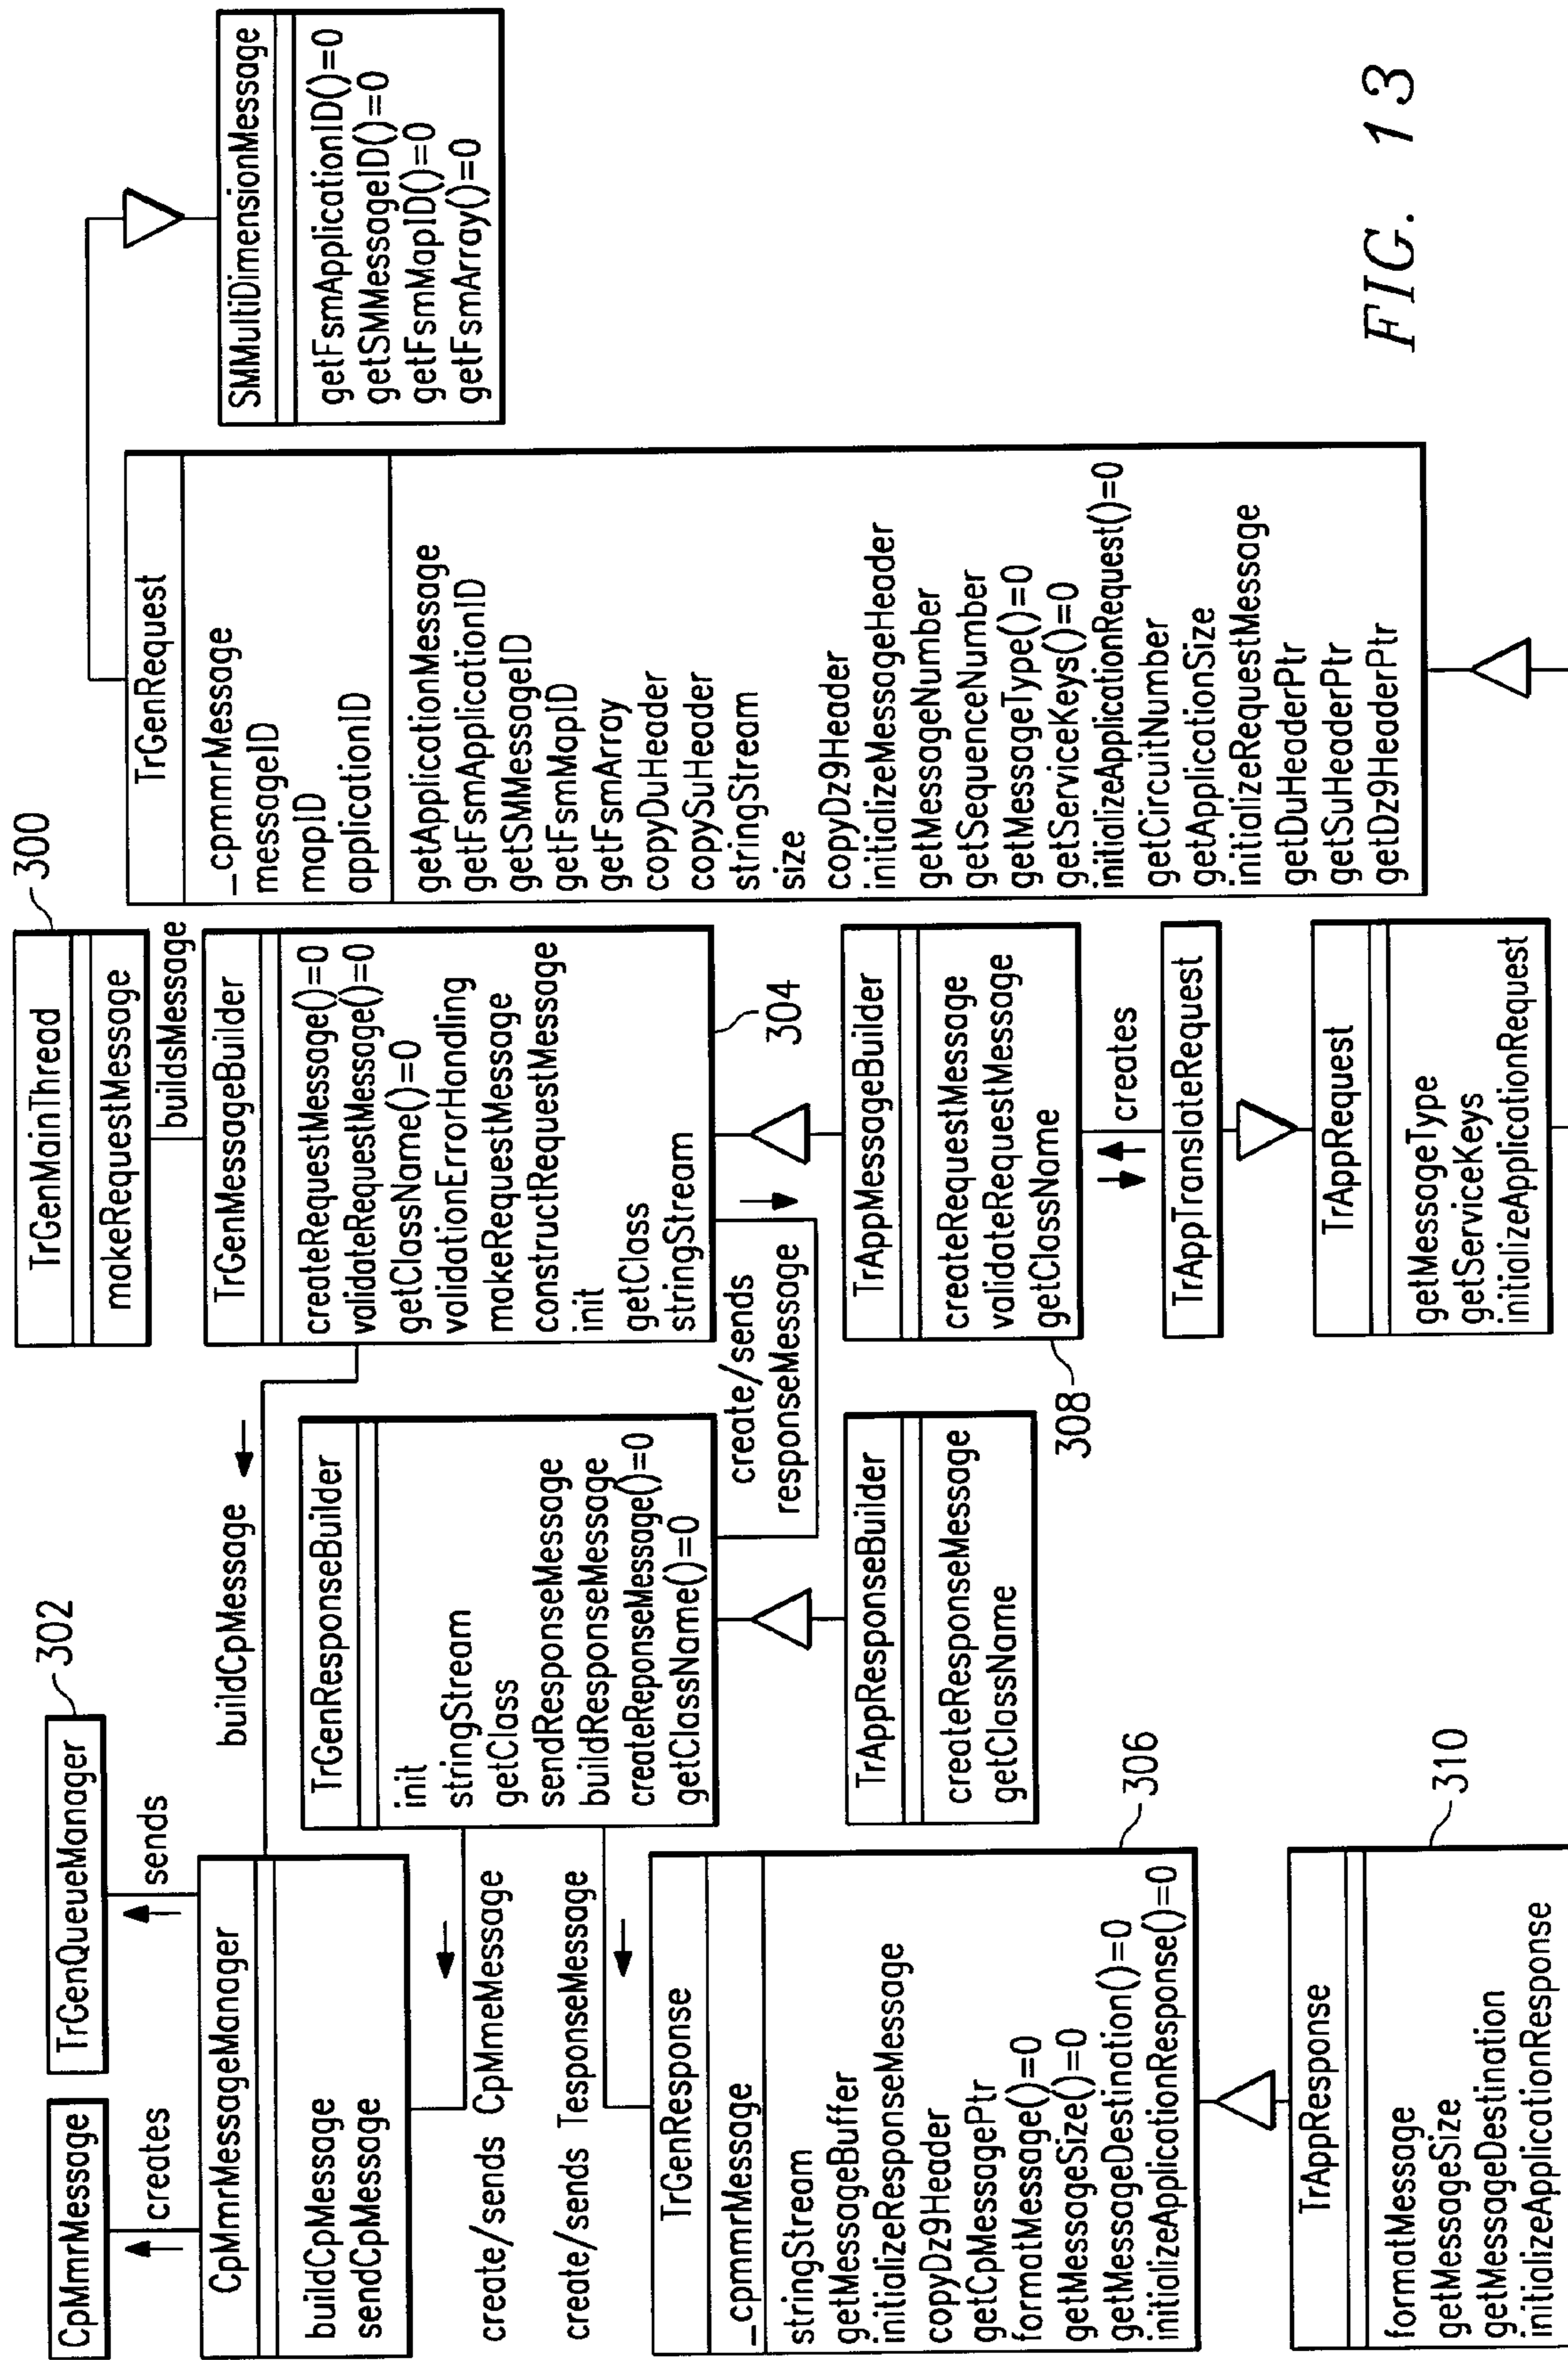 CpMmrMessage
creates
CpMmrMessageManager
buildCpMessage
sendCpMessage
TrGenQueueManager
302
sends
buildCpMessage
create/sends CpMmeMessage
create/sends TesponseMessage
TrGenResponse
_cpmmrMessage
stringStream
getMessageBuffer
initializeResponseMessage
copyDz9Header
getCpMessagePtr
formatMessage()=0
getMessageSize()=0
getMessageDestination()=0
initializeApplicationResponse()=0
306
TrAppResponse
formatMessage
getMessageSize
getMessageDestination
initializeApplicationResponse
310
TrGenResponseBuilder
init
stringStream
getClass
sendResponseMessage
buildResponseMessage
createReponseMessage()=0
getClassName()=0
TrAppResponseBuilder
createResponseMessage
getClassName
create/sends
responseMessage
TrGenMainThread
makeRequestMessage
300
buildsMessage
TrGenMessageBuilder
createRequestMessage()=0
validateRequestMessage()=0
getClassName()=0
validationErrorHandling
makeRequestMessage
constructRequestMessage
init
getClass
stringStream
304
TrAppMessageBuilder
createRequestMessage
validateRequestMessage
getClassName
308
creates
TrAppTranslateRequest
TrAppRequest
getMessageType
getServiceKeys
initializeApplicationRequest
TrGenRequest
_cpmmrMessage
messageID
mapID
applicationID
getApplicationMessage
getFsmApplicationID
getSMMessageID
getFsmMapID
getFsmArray
copyDuHeader
copySuHeader
stringStream
size
copyDz9Header
initializeMessageHeader
getMessageNumber
getSequenceNumber
getMessageType()=0
getServiceKeys()=0
initializeApplicationRequest()=0
getCircuitNumber
getApplicationSize
initializeRequestMessage
getDuHeaderPtr
getSuHeaderPtr
getDz9HeaderPtr
SMMultiDimensionMessage
getFsmApplicationID()=0
getSMMessageID()=0
getFsmMapID()=0
getFsmArray()=0
FIG. 13